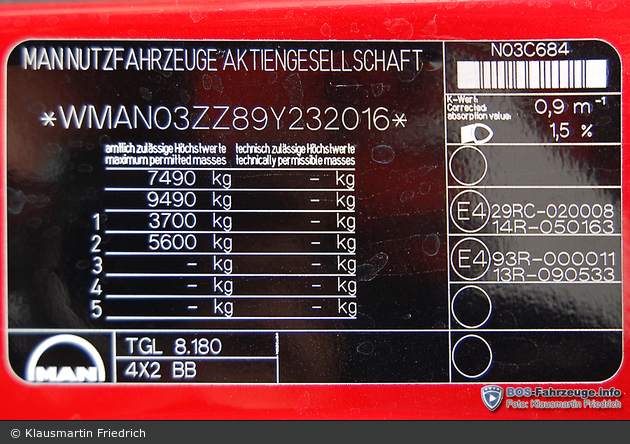 MAN NUTZFAHRZEUGE AKTIENGESELLSCHAFT
*WMAN03ZZ89Y232016*
amtlich zulässige Höchstwerte technisch zulässige Höchstwerte
maximum permitted masses technically permissible masses
7490 kg - kg
9490 kg - kg
1 3700 kg - kg
2 5600 kg - kg
3 - kg - kg
4 - kg - kg
5 - kg - kg
MAN
TGL 8.180
4X2 BB
N03C684
K-Wert:
Corrected
absorption value:
0,9 m⁻¹
1,5 %
E4 29RC-020008
14R-050163
E4 93R-000011
13R-090533
BOS-Fahrzeuge.Info
Foto: Klausmartin Friedrich
© Klausmartin Friedrich